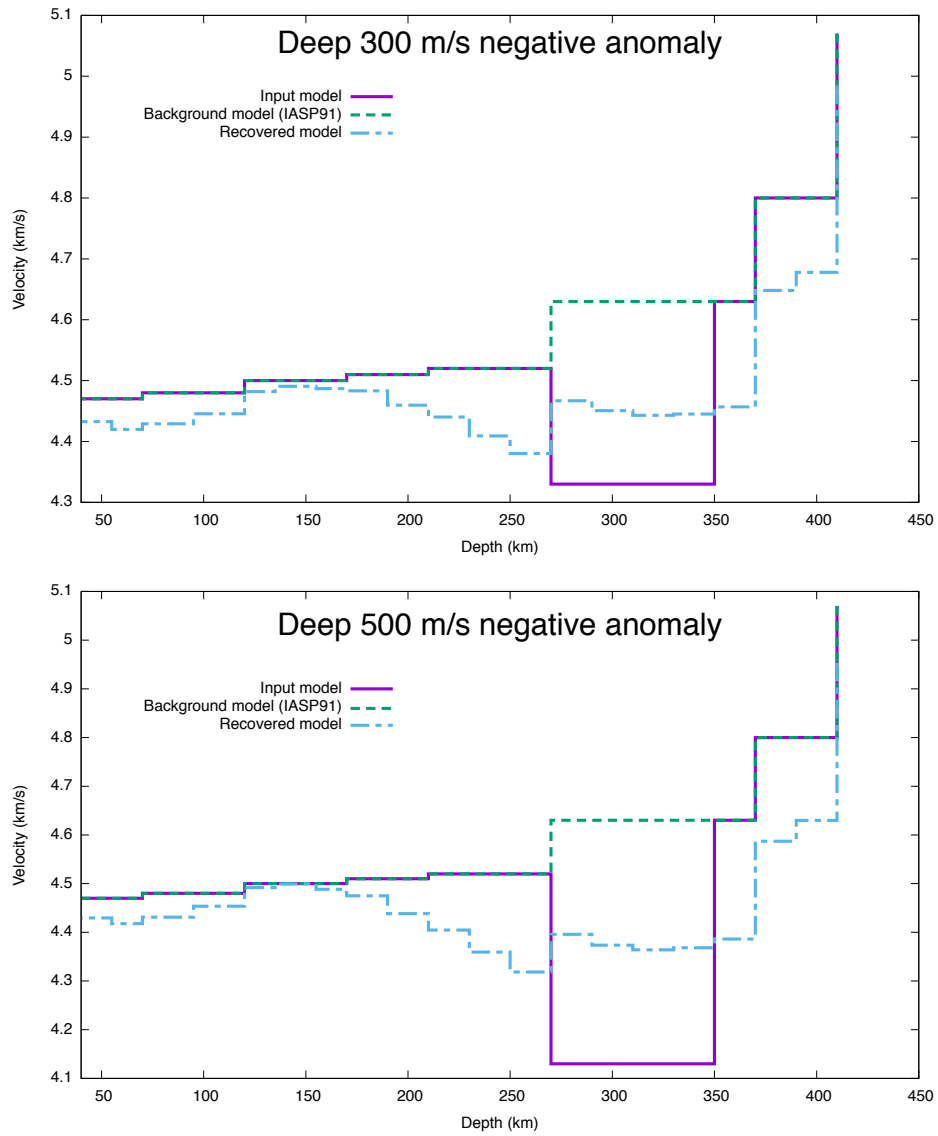 Deep 300 m/s negative anomaly
Input model
Background model (IASP91)
Recovered model
Velocity (km/s)
5.1
5
4.9
4.8
4.7
4.6
4.5
4.4
4.3
50 100 150 200 250 300 350 400 450
Depth (km)
Deep 500 m/s negative anomaly
Input model
Background model (IASP91)
Recovered model
Velocity (km/s)
5.1
5
4.9
4.8
4.7
4.6
4.5
4.4
4.3
4.2
4.1
50 100 150 200 250 300 350 400 450
Depth (km)